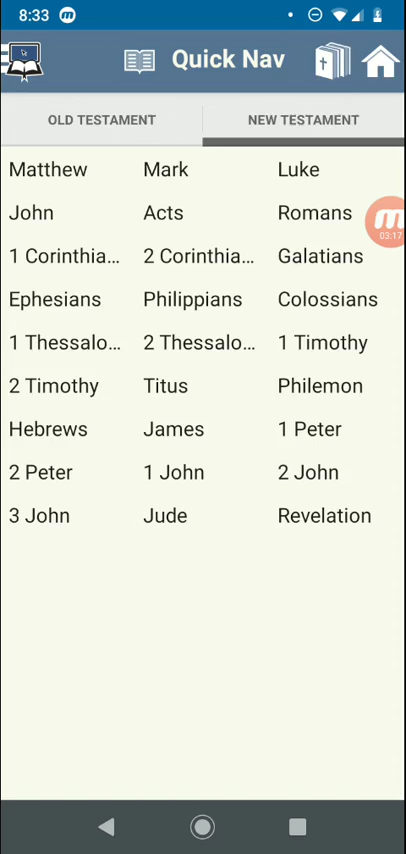 8:33
Quick Nav
OLD TESTAMENT NEW TESTAMENT
Matthew Mark Luke
John Acts Romans
03:17
1 Corinthia... 2 Corinthia... Galatians
Ephesians Philippians Colossians
1 Thessalo... 2 Thessalo... 1 Timothy
2 Timothy Titus Philemon
Hebrews James 1 Peter
2 Peter 1 John 2 John
3 John Jude Revelation